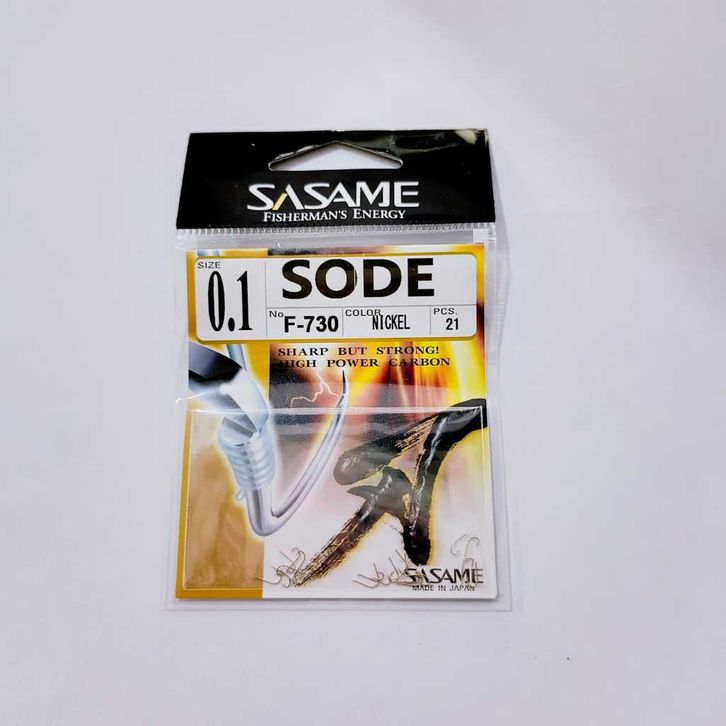 SASAME
FISHERMAN'S ENERGY
SIZE
0.1
SODE
No F-730
COLOR NICKEL
PCS. 21
SHARP BUT STRONG!
HIGH POWER CARBON
SASAME
MADE IN JAPAN